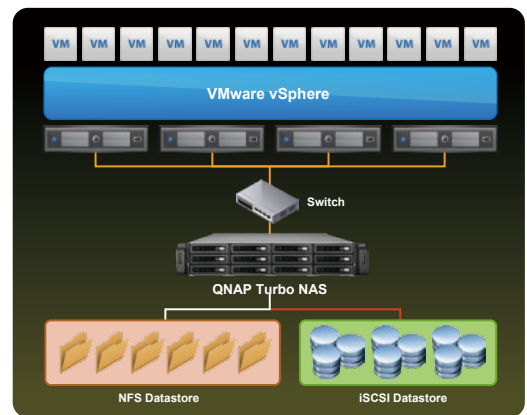 VM VM VM VM VM VM VM VM VM VM VM VM
VMware vSphere
Switch
QNAP Turbo NAS
NFS Datastore
iSCSI Datastore